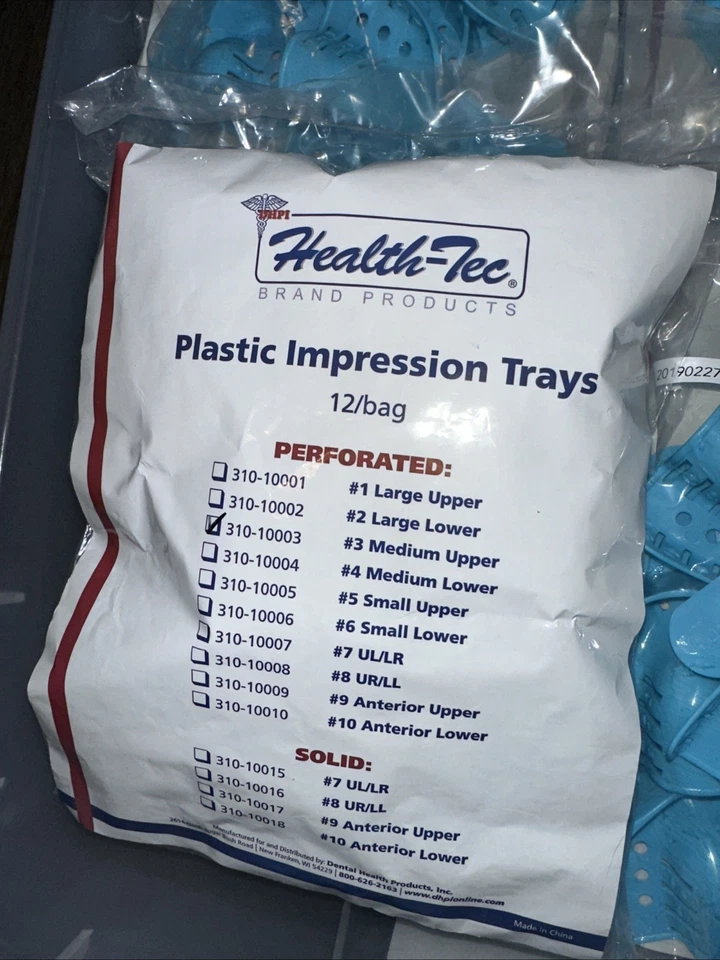 DHPI
Health-Tec®
BRAND PRODUCTS
Plastic Impression Trays
12/bag
PERFORATED:
310-10001 #1 Large Upper
310-10002 #2 Large Lower
310-10003 #3 Medium Upper
310-10004 #4 Medium Lower
310-10005 #5 Small Upper
310-10006 #6 Small Lower
310-10007 #7 UL/LR
310-10008 #8 UR/LL
310-10009 #9 Anterior Upper
310-10010 #10 Anterior Lower
SOLID:
310-10015 #7 UL/LR
310-10016 #8 UR/LL
310-10017 #9 Anterior Upper
310-10018 #10 Anterior Lower
Manufactured for and Distributed by: Dental Health Products, Inc.
Road | New Franken, WI 54229 | 800-626-2163 | www.dhpionline.com
Made in China
20190227